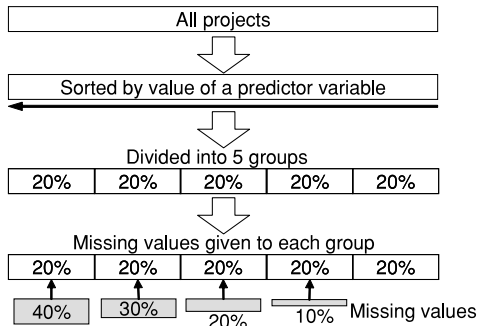 All projects
Sorted by value of a predictor variable
Divided into 5 groups
20% 20% 20% 20% 20%
Missing values given to each group
20% 20% 20% 20% 20%
40% 30% 20% 10% Missing values